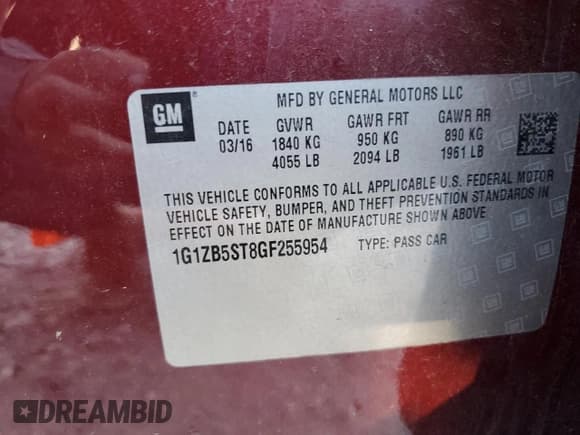 GM
MFD BY GENERAL MOTORS LLC
DATE GVWR GAWR FRT GAWR RR
03/16 1840 KG 950 KG 890 KG
4055 LB 2094 LB 1961 LB
THIS VEHICLE CONFORMS TO ALL APPLICABLE U.S. FEDERAL MOTOR
VEHICLE SAFETY, BUMPER, AND THEFT PREVENTION STANDARDS IN
EFFECT ON THE DATE OF MANUFACTURE SHOWN ABOVE
1G1ZB5ST8GF255954 TYPE: PASS CAR
DREAMBID